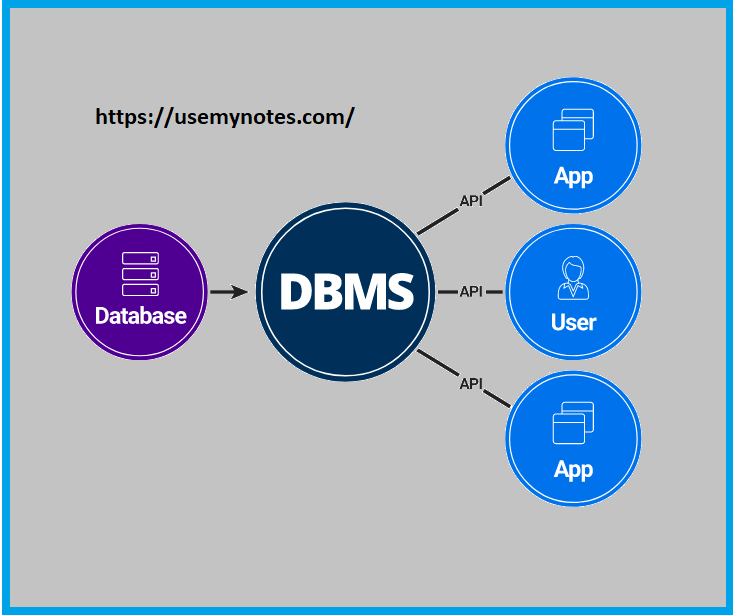 https://usemynotes.com/
App
API
Database
DBMS
API
User
API
App